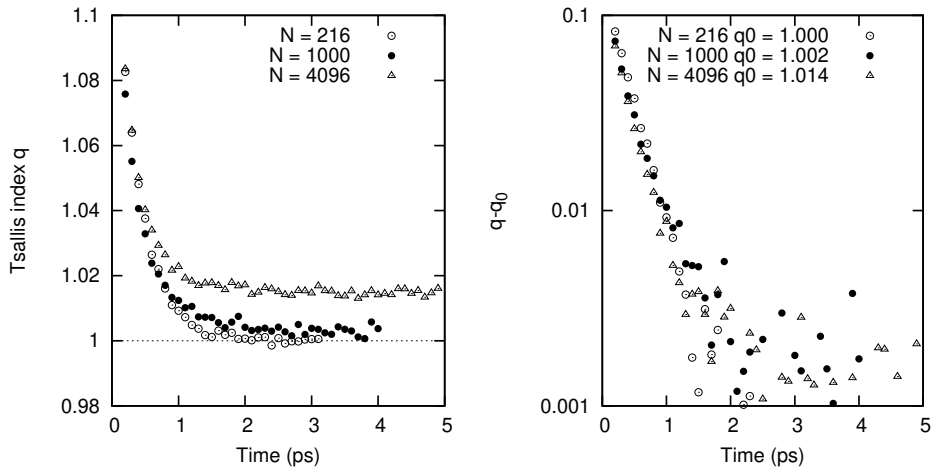 1.1
1.08
1.06
1.04
1.02
1
0.98
0 1 2 3 4 5
Time (ps)
Tsallis index q
N = 216
N = 1000
N = 4096
0.1
0.01
0.001
0 1 2 3 4 5
Time (ps)
q-q0
N = 216 q0 = 1.000
N = 1000 q0 = 1.002
N = 4096 q0 = 1.014